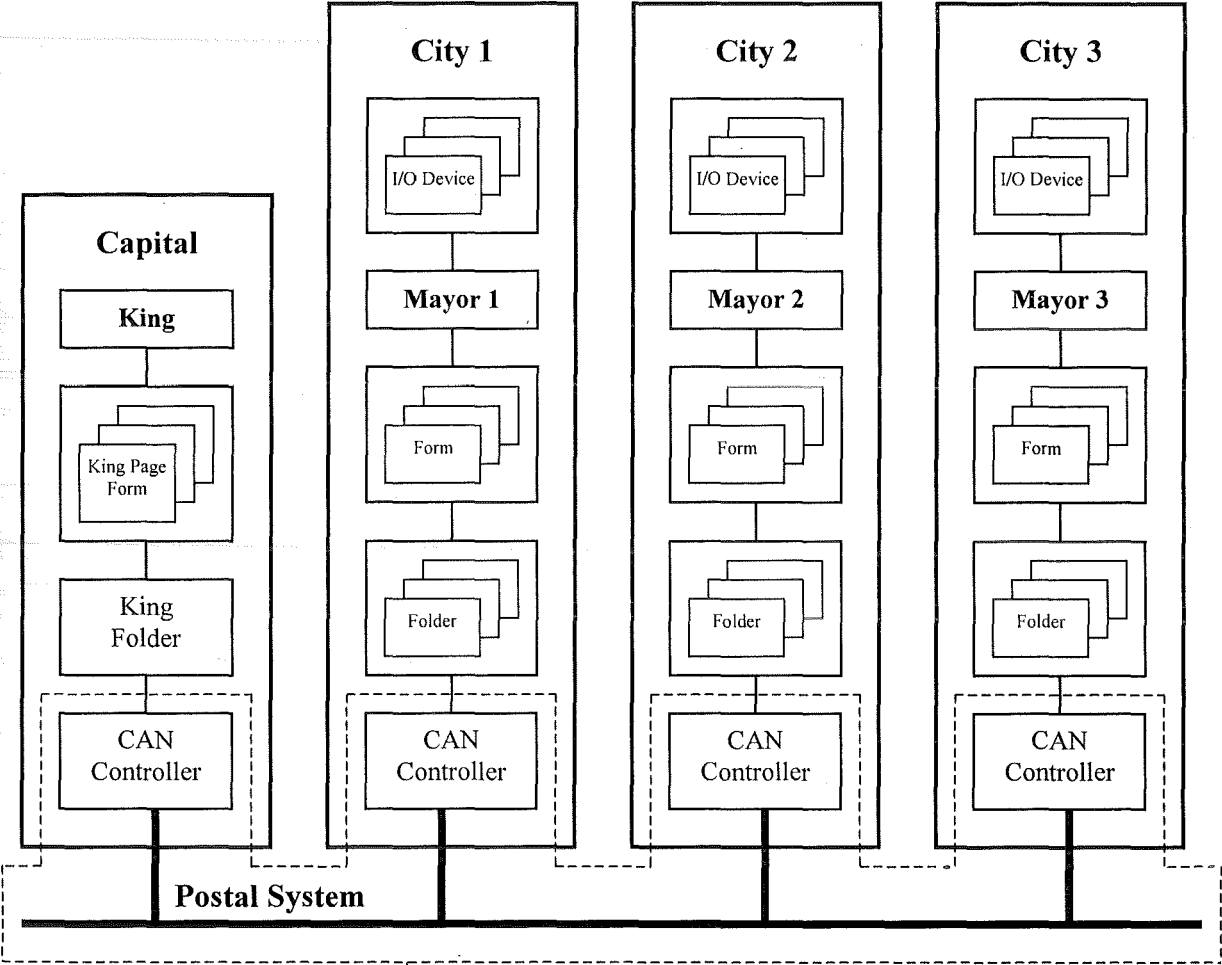 Capital
King
King Page
Form
King
Folder
CAN
Controller
City 1
I/O Device
Mayor 1
Form
Folder
CAN
Controller
City 2
I/O Device
Mayor 2
Form
Folder
CAN
Controller
City 3
I/O Device
Mayor 3
Form
Folder
CAN
Controller
Postal System